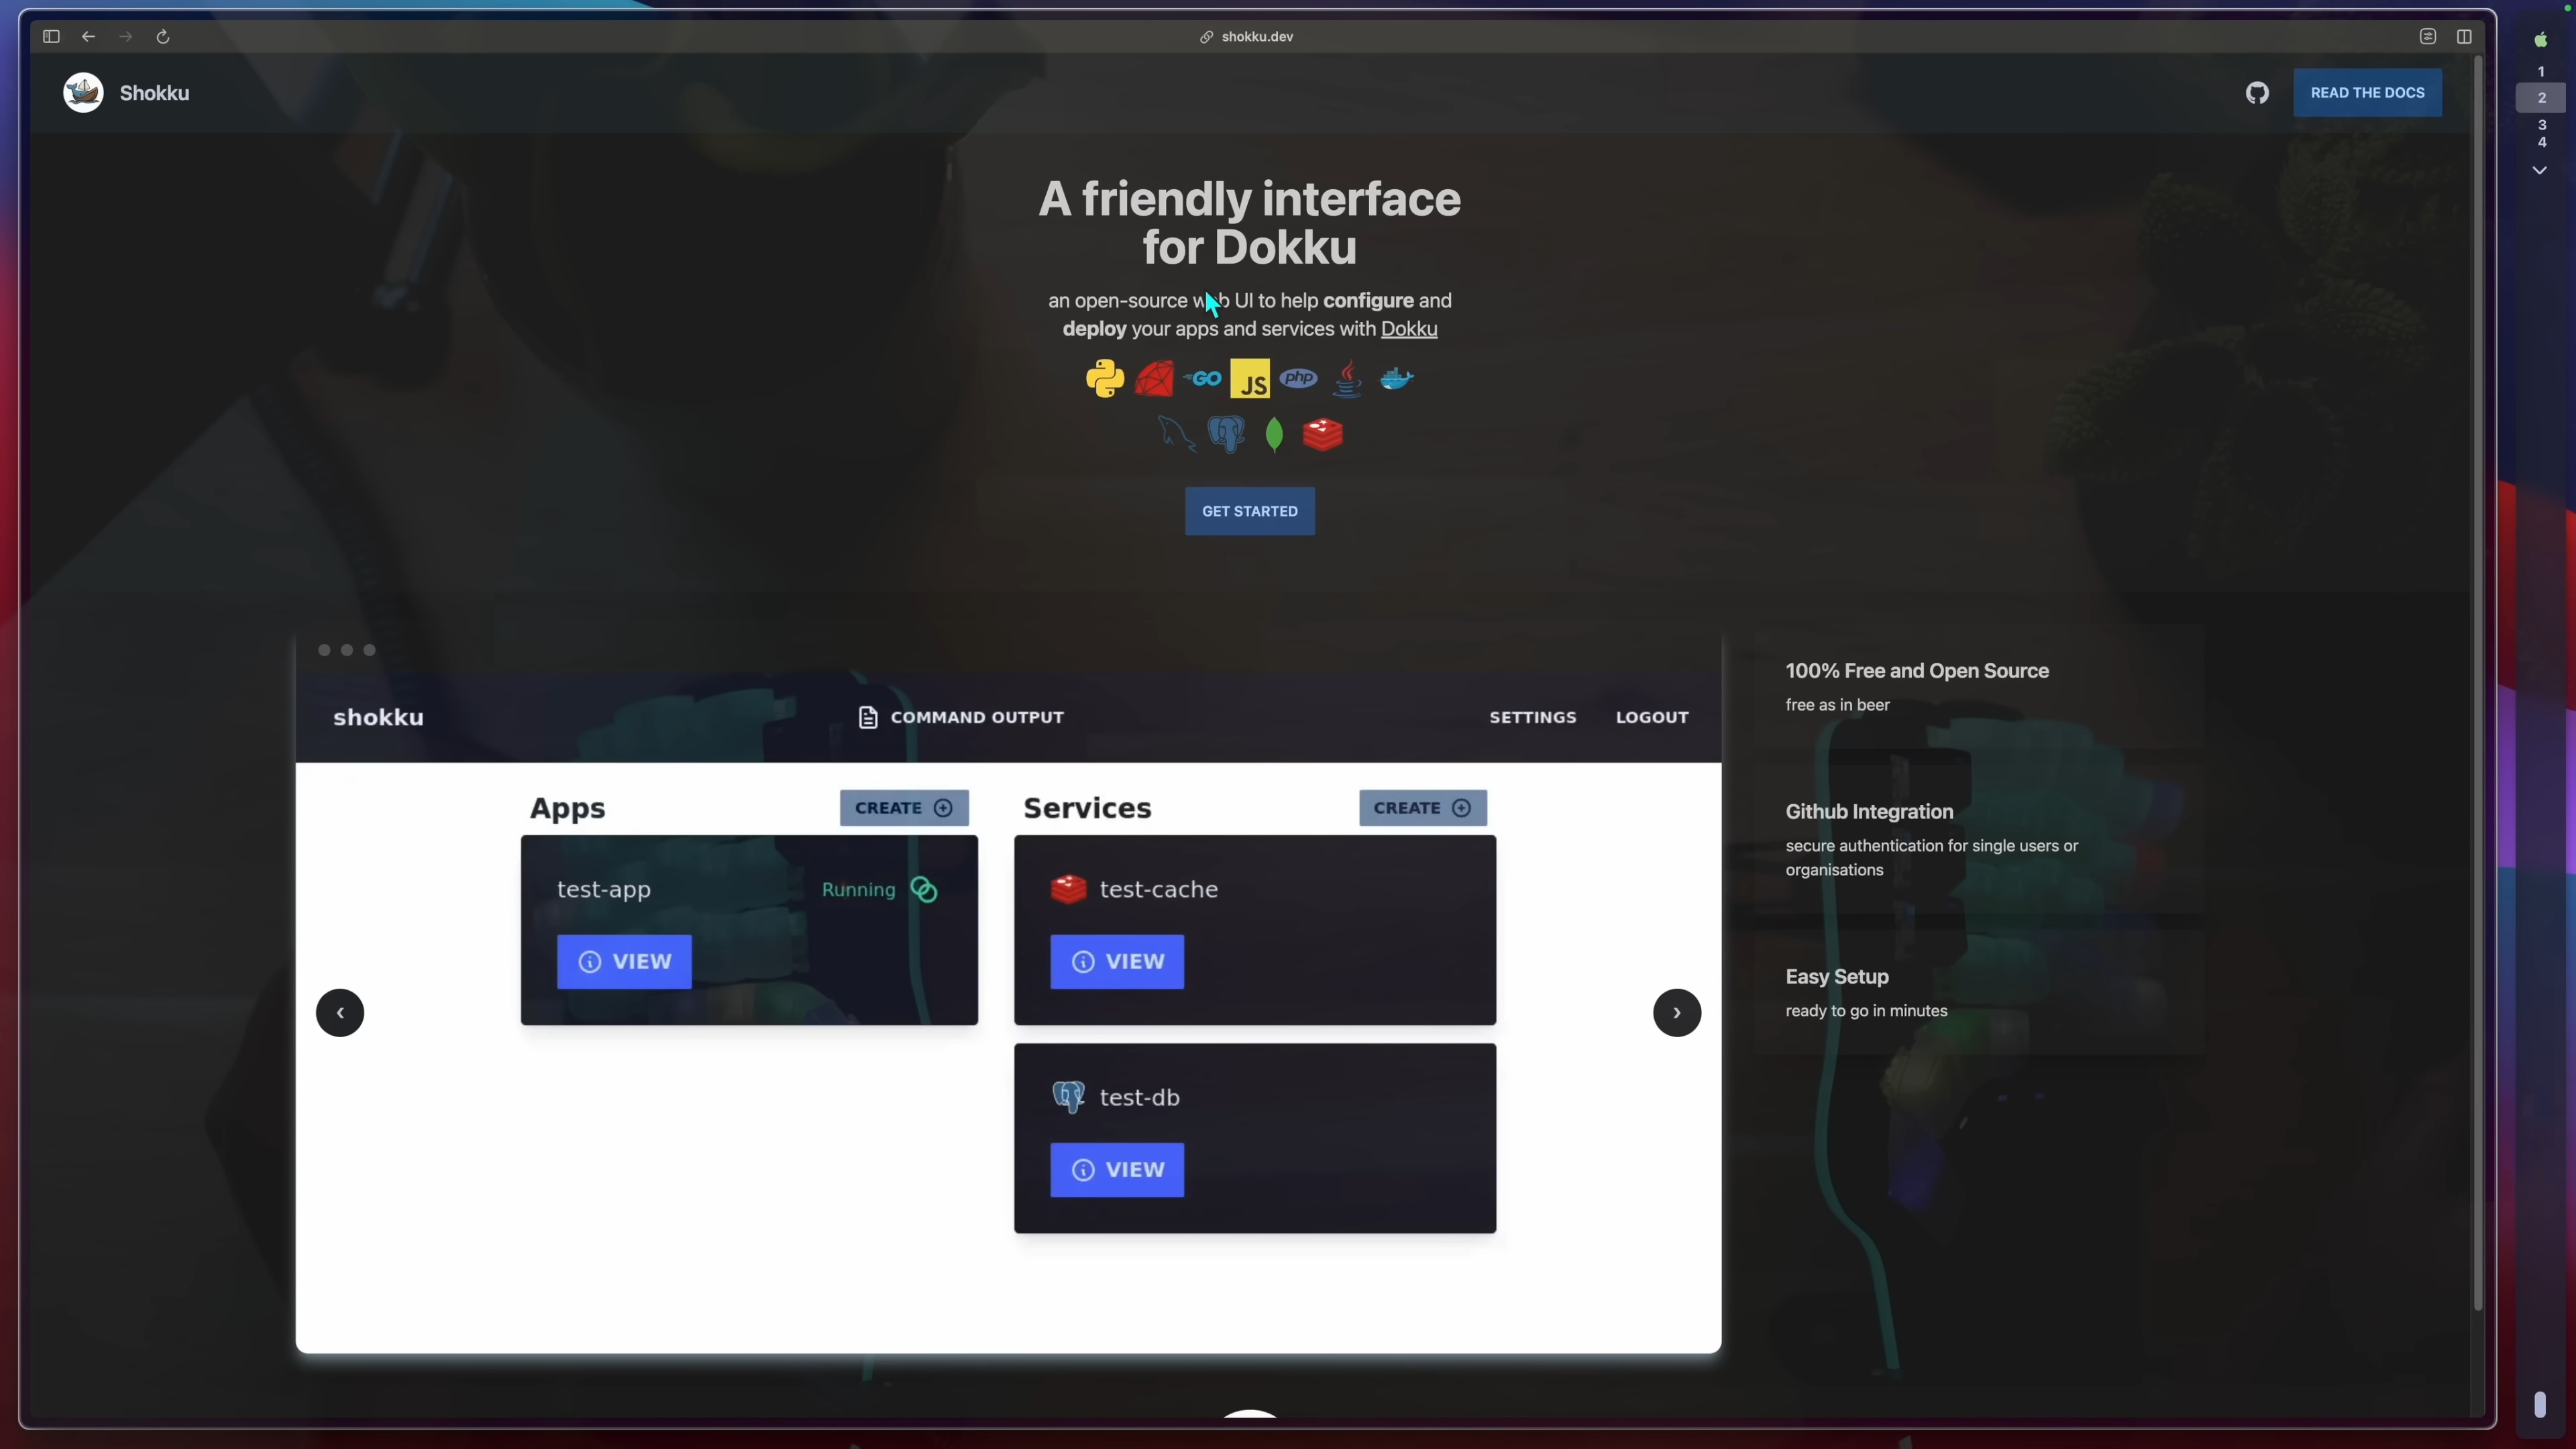 shokku.dev
Shokku
READ THE DOCS
1
2
3
4
A friendly interface
for Dokku
an open-source web UI to help configure and
deploy your apps and services with Dokku
GO
JS
php
GET STARTED
shokku
COMMAND OUTPUT
SETTINGS
LOGOUT
Apps
CREATE
Services
CREATE
test-app
Running
VIEW
test-cache
VIEW
test-db
VIEW
100% Free and Open Source
free as in beer
Github Integration
secure authentication for single users or
organisations
Easy Setup
ready to go in minutes